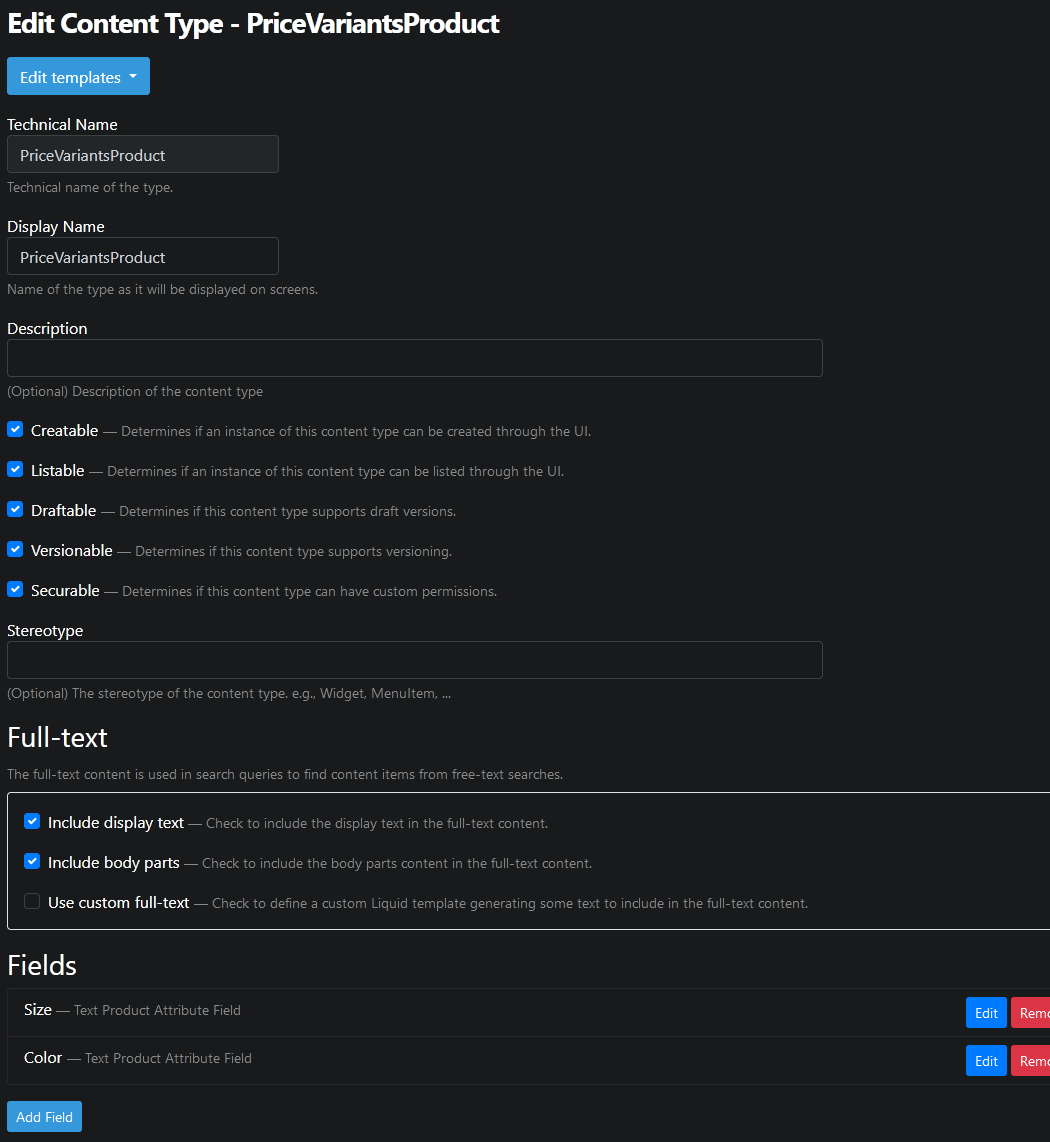 Edit Content Type - PriceVariantsProduct
Edit templates
Technical Name
PriceVariantsProduct
Technical name of the type.
Display Name
PriceVariantsProduct
Name of the type as it will be displayed on screens.
Description
(Optional) Description of the content type
Creatable — Determines if an instance of this content type can be created through the UI.
Listable — Determines if an instance of this content type can be listed through the UI.
Draftable — Determines if this content type supports draft versions.
Versionable — Determines if this content type supports versioning.
Securable — Determines if this content type can have custom permissions.
Stereotype
(Optional) The stereotype of the content type. e.g., Widget, MenuItem, ...
Full-text
The full-text content is used in search queries to find content items from free-text searches.
Include display text — Check to include the display text in the full-text content.
Include body parts — Check to include the body parts content in the full-text content.
Use custom full-text — Check to define a custom Liquid template generating some text to include in the full-text content.
Fields
Size — Text Product Attribute Field Edit
Color — Text Product Attribute Field Edit
Add Field